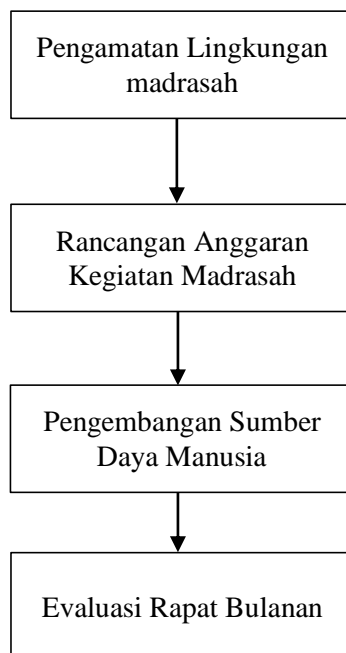 Pengamatan Lingkungan
madrasah
Rancangan Anggaran
Kegiatan Madrasah
Pengembangan Sumber
Daya Manusia
Evaluasi Rapat Bulanan